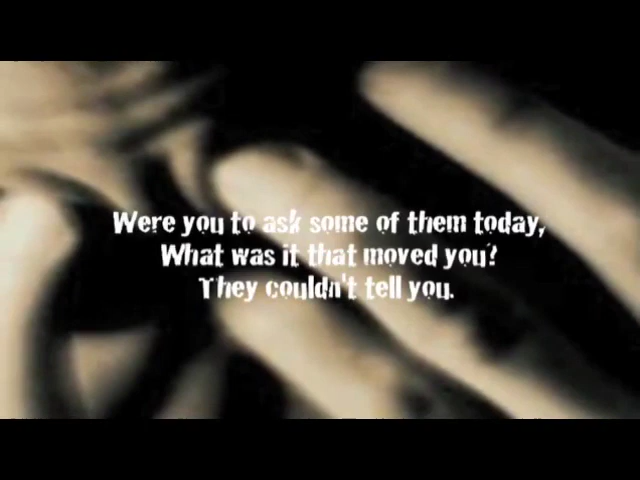 Were you to ask some of them today,
What was it that moved you?
They couldn't tell you.